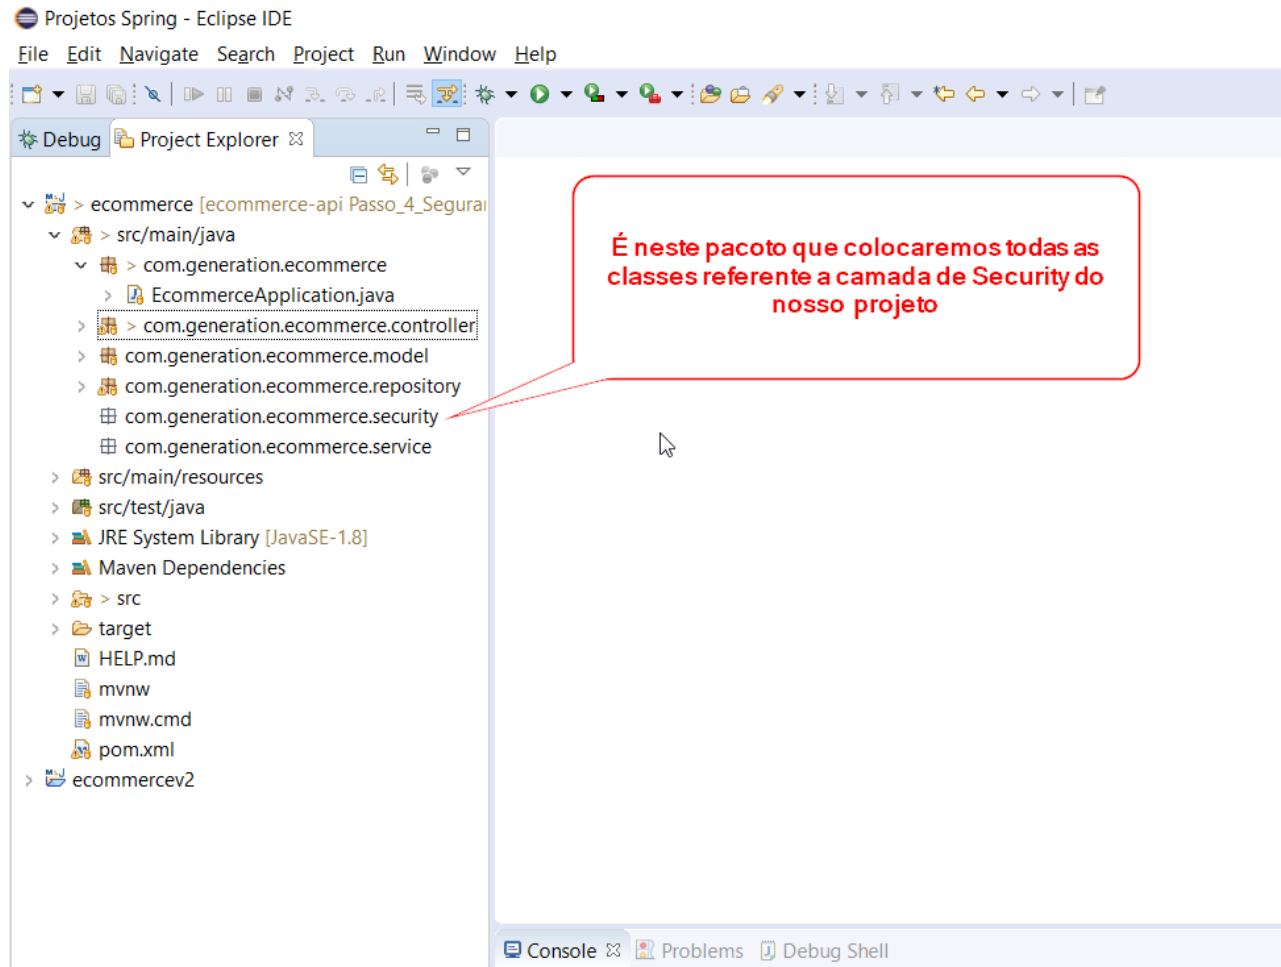 Projetos Spring - Eclipse IDE
File Edit Navigate Search Project Run Window Help
Debug Project Explorer
> ecommerce [ecommerce-api Passo_4_Segurar
> src/main/java
> com.generation.ecommerce
EcommerceApplication.java
> com.generation.ecommerce.controller
com.generation.ecommerce.model
com.generation.ecommerce.repository
com.generation.ecommerce.security
com.generation.ecommerce.service
src/main/resources
src/test/java
JRE System Library [JavaSE-1.8]
Maven Dependencies
> src
target
HELP.md
mvnw
mvnw.cmd
pom.xml
ecommercev2
É neste pacoto que colocaremos todas as
classes referente a camada de Security do
nosso projeto
Console Problems Debug Shell